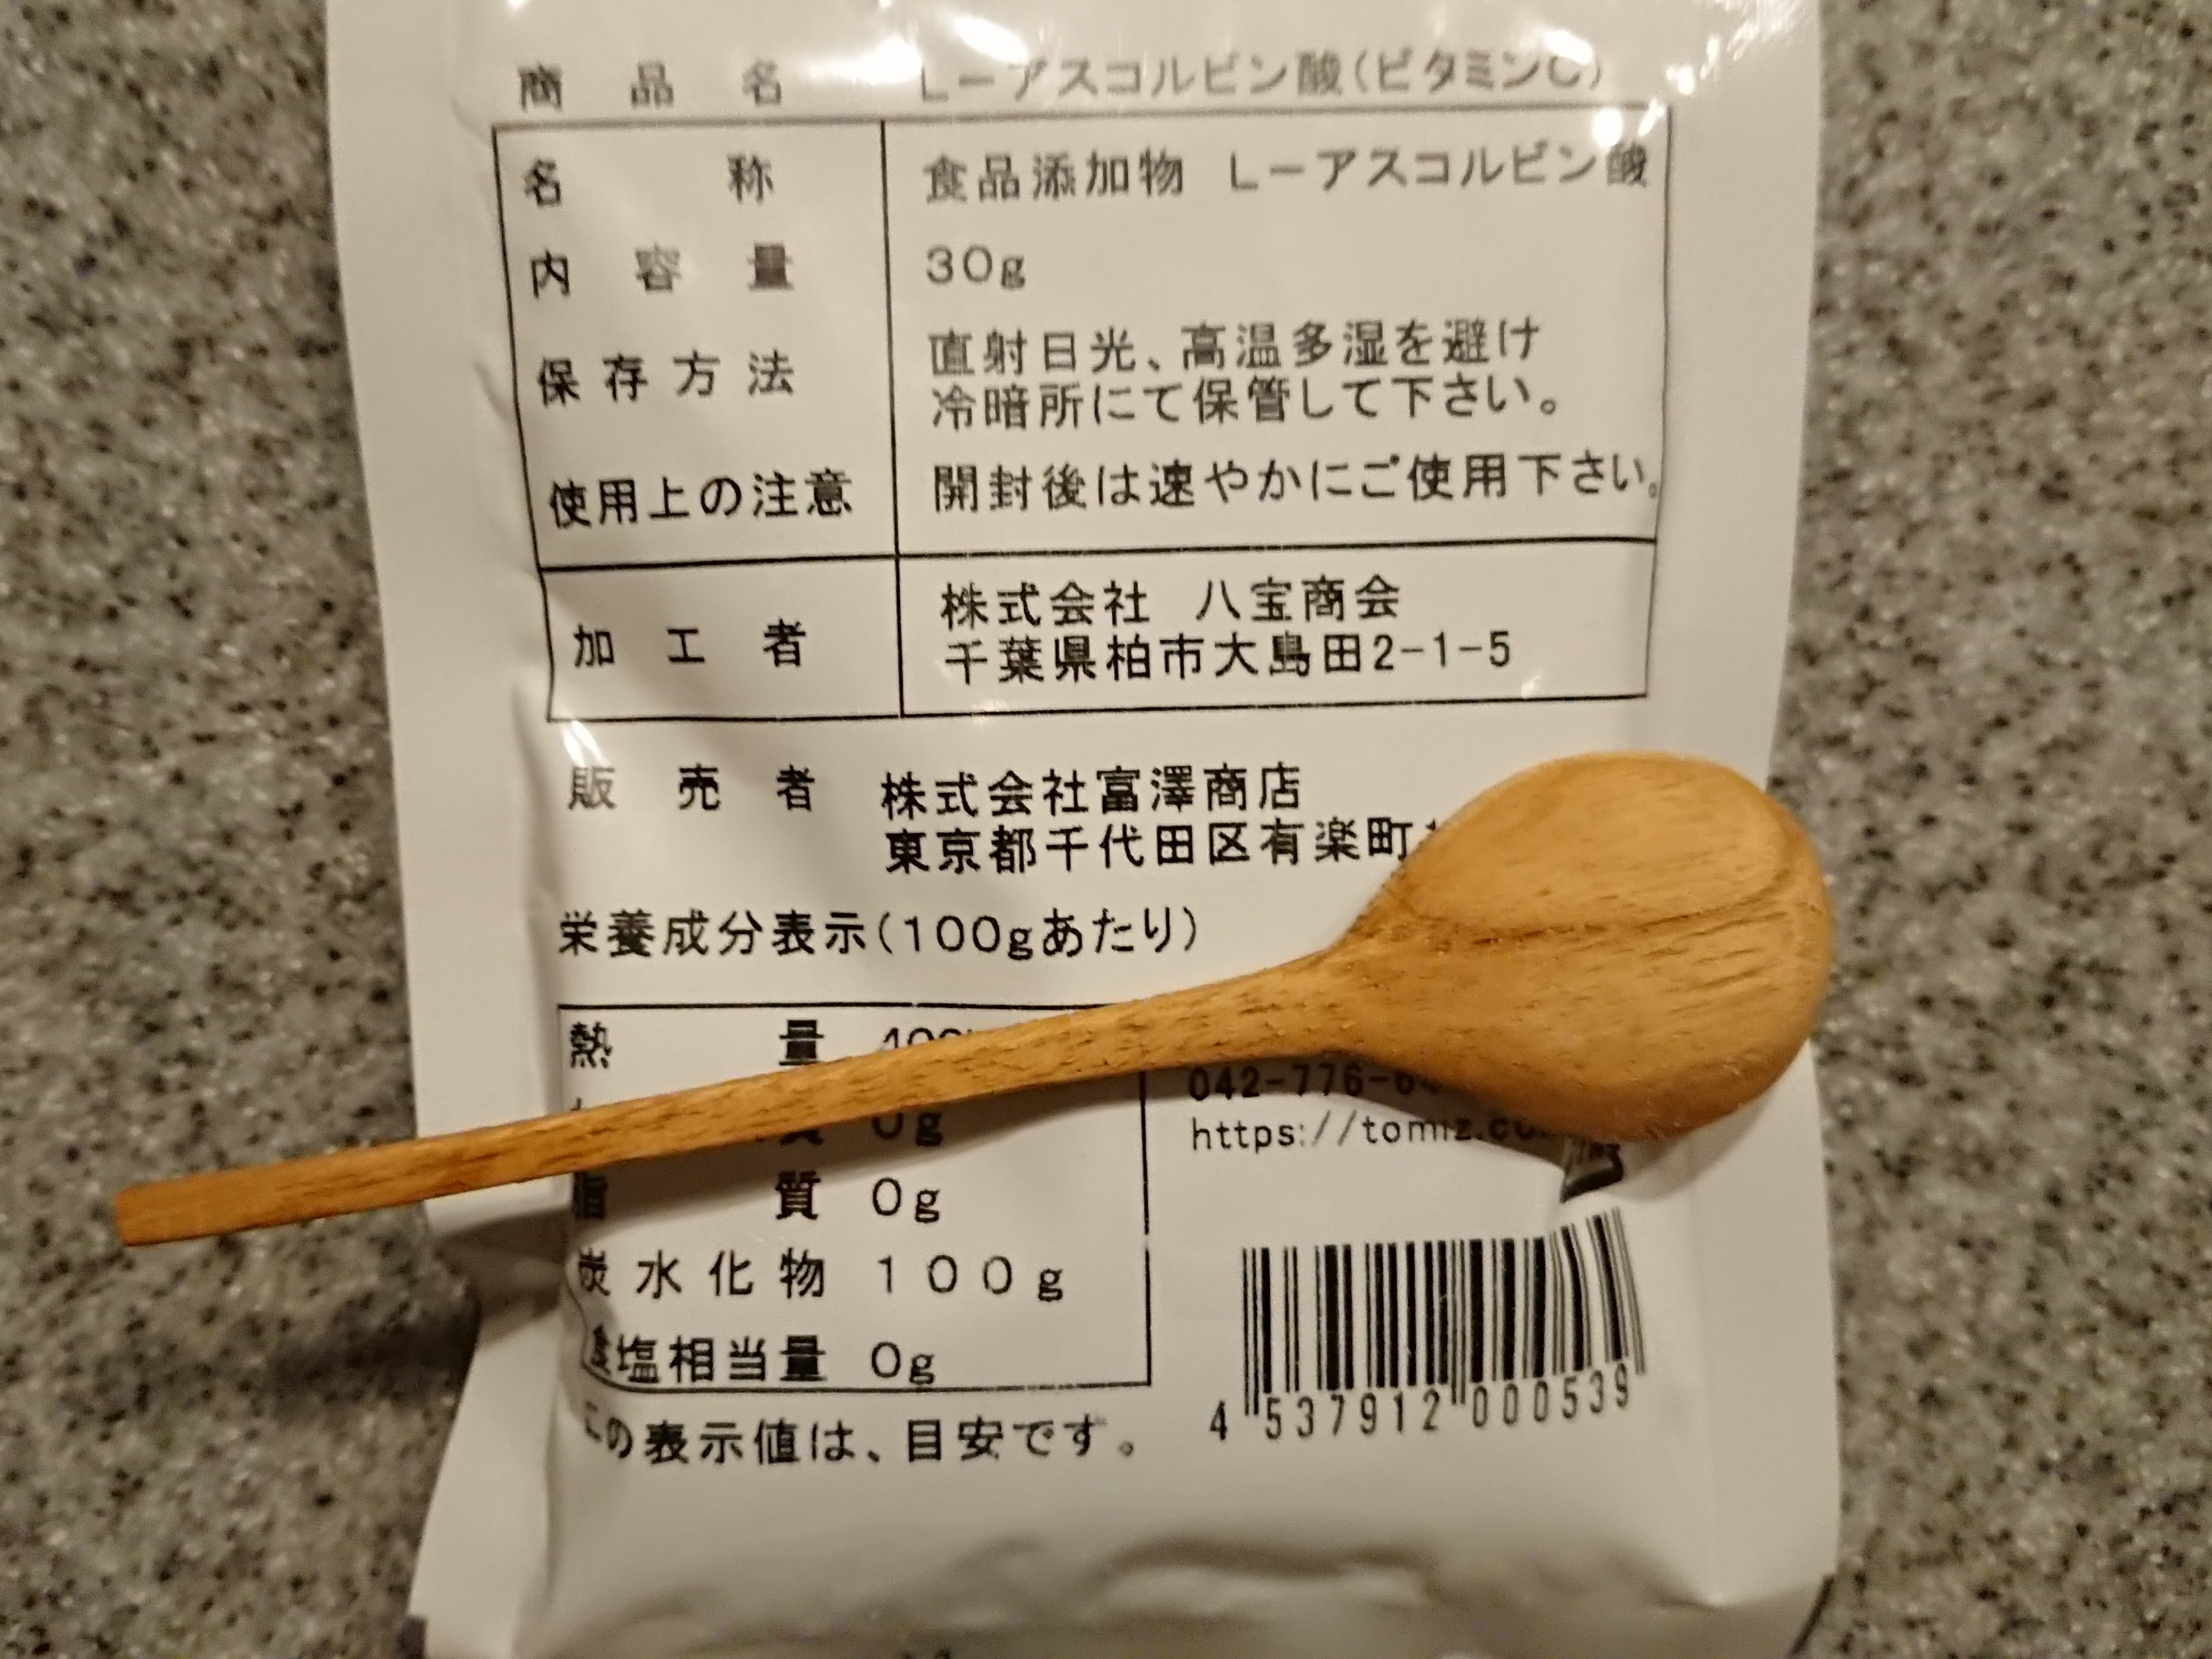 商品名 L-アスコルビン酸(ビタミンC)
名称 食品添加物 L-アスコルビン酸
内容量 30g
保存方法 直射日光、高温多湿を避け
冷暗所にて保管して下さい。
使用上の注意 開封後は速やかにご使用下さい。
加工者 株式会社 八宝商会
千葉県柏市大島田2-1-5
販売者 株式会社富澤商店
東京都千代田区有楽町
栄養成分表示(100gあたり)
熱量
質 0g
脂質 0g
炭水化物 100g
食塩相当量 0g
この表示値は、目安です。
042-776-6
https://tomiz.co
4 537912 000539